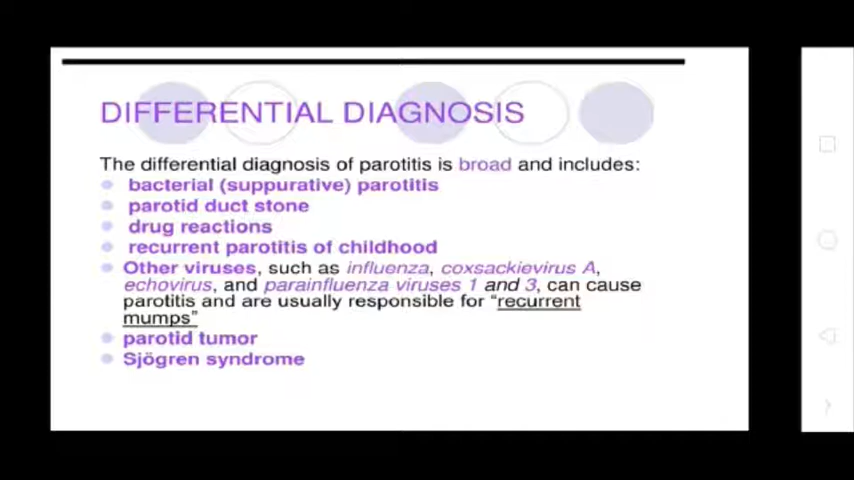 DIFFERENTIAL DIAGNOSIS
The differential diagnosis of parotitis is broad and includes:
bacterial (suppurative) parotitis
parotid duct stone
drug reactions
recurrent parotitis of childhood
Other viruses, such as influenza, coxsackievirus A,
echovirus, and parainfluenza viruses 1 and 3, can cause
parotitis and are usually responsible for “recurrent
mumps”
parotid tumor
Sjögren syndrome